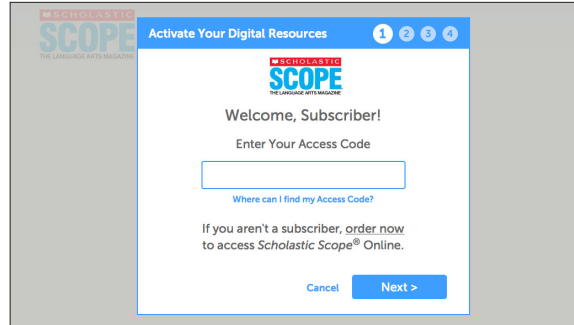 SCHOLASTIC
SCOPE
THE LANGUAGE ARTS MAGAZINE
Activate Your Digital Resources 1 2 3 4
SCHOLASTIC
SCOPE
THE LANGUAGE ARTS MAGAZINE
Welcome, Subscriber!
Enter Your Access Code
Where can I find my Access Code?
If you aren't a subscriber, order now
to access Scholastic Scope® Online.
Cancel Next >